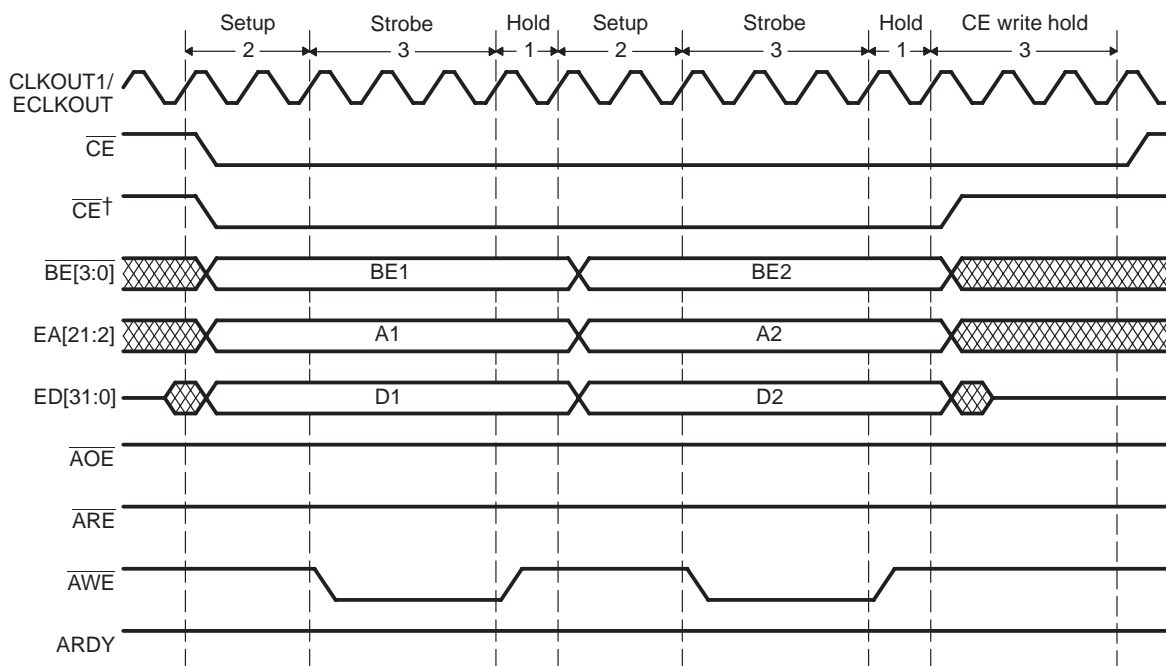 Setup Strobe Hold Setup Strobe Hold CE write hold
2 3 1 2 3 1 3
CLKOUT1/
ECLKOUT
CE
CE†
BE[3:0] BE1 BE2
EA[21:2] A1 A2
ED[31:0] D1 D2
AOE
ARE
AWE
ARDY